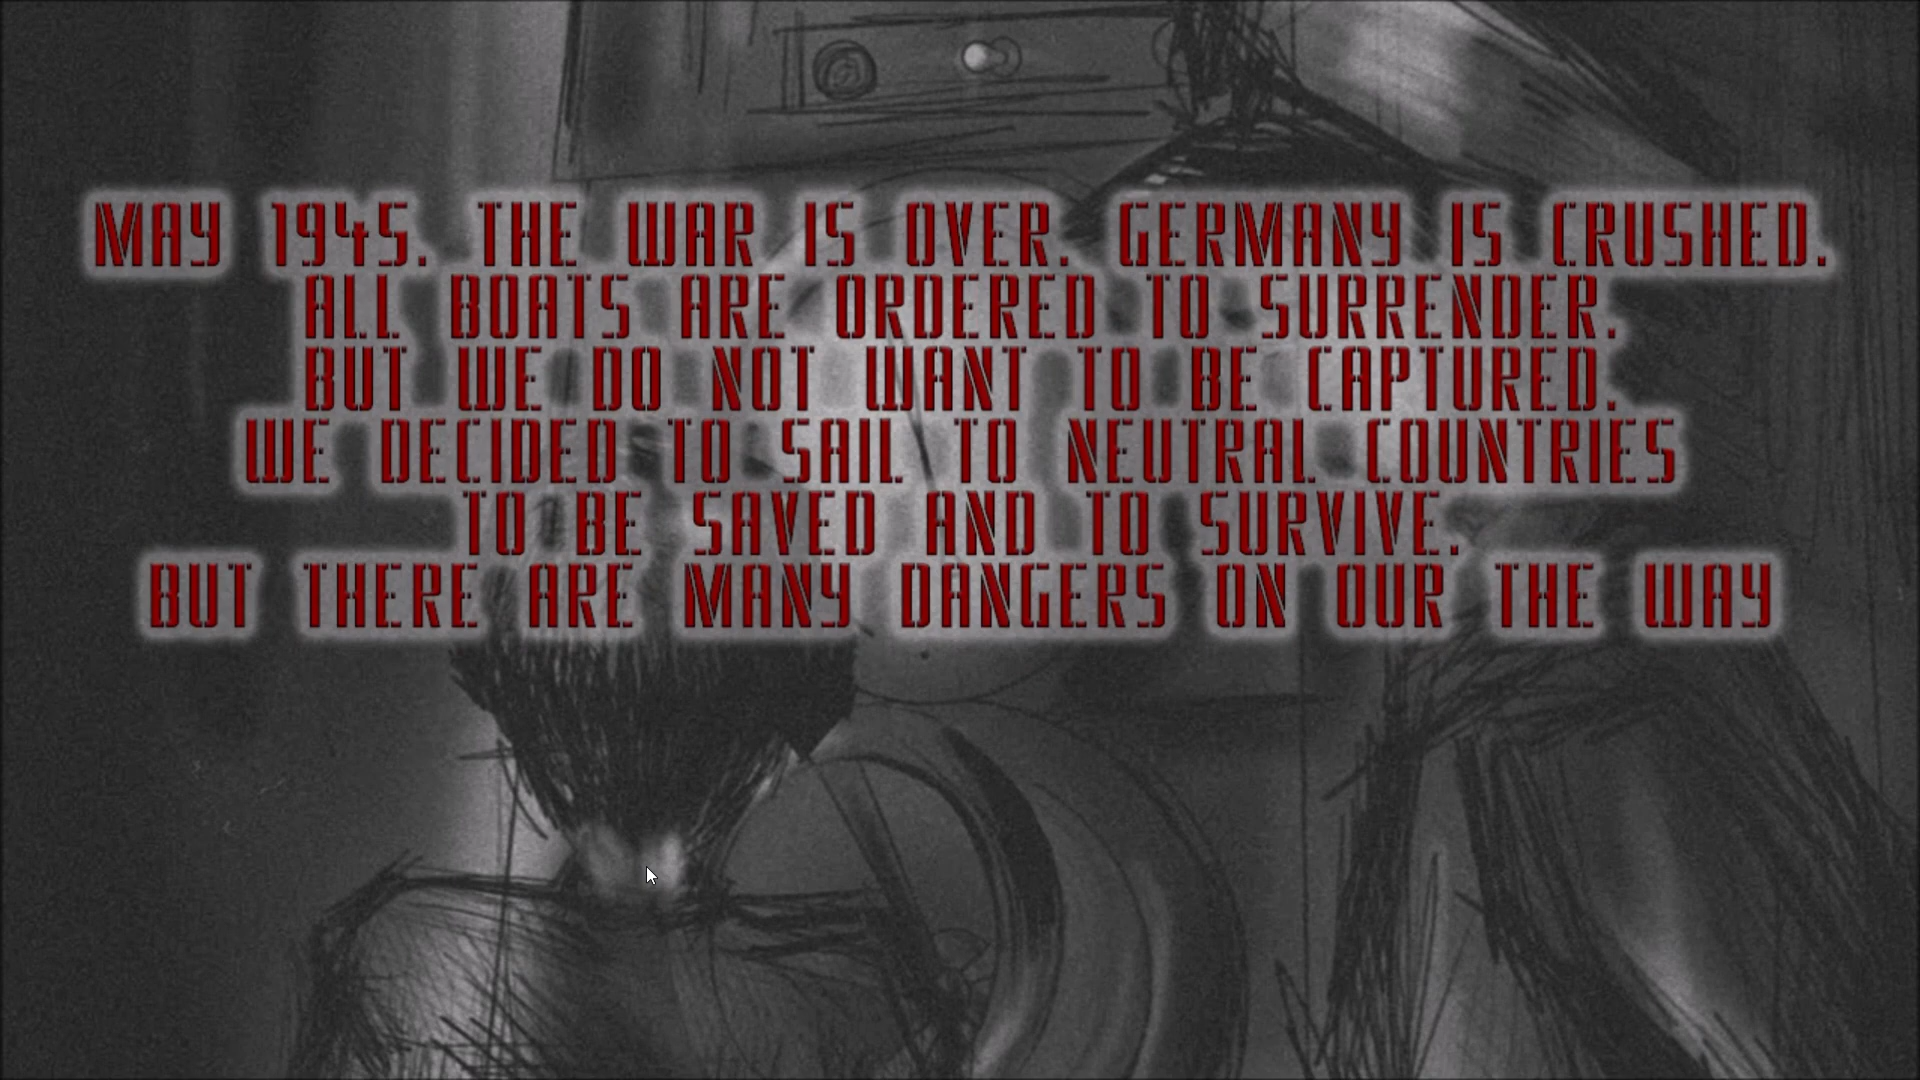 MAY 1945. THE WAR IS OVER. GERMANY IS CRUSHED.
ALL BOATS ARE ORDERED TO SURRENDER.
BUT WE DO NOT WANT TO BE CAPTURED.
WE DECIDED TO SAIL TO NEUTRAL COUNTRIES
TO BE SAVED AND TO SURVIVE.
BUT THERE ARE MANY DANGERS ON OUR THE WAY